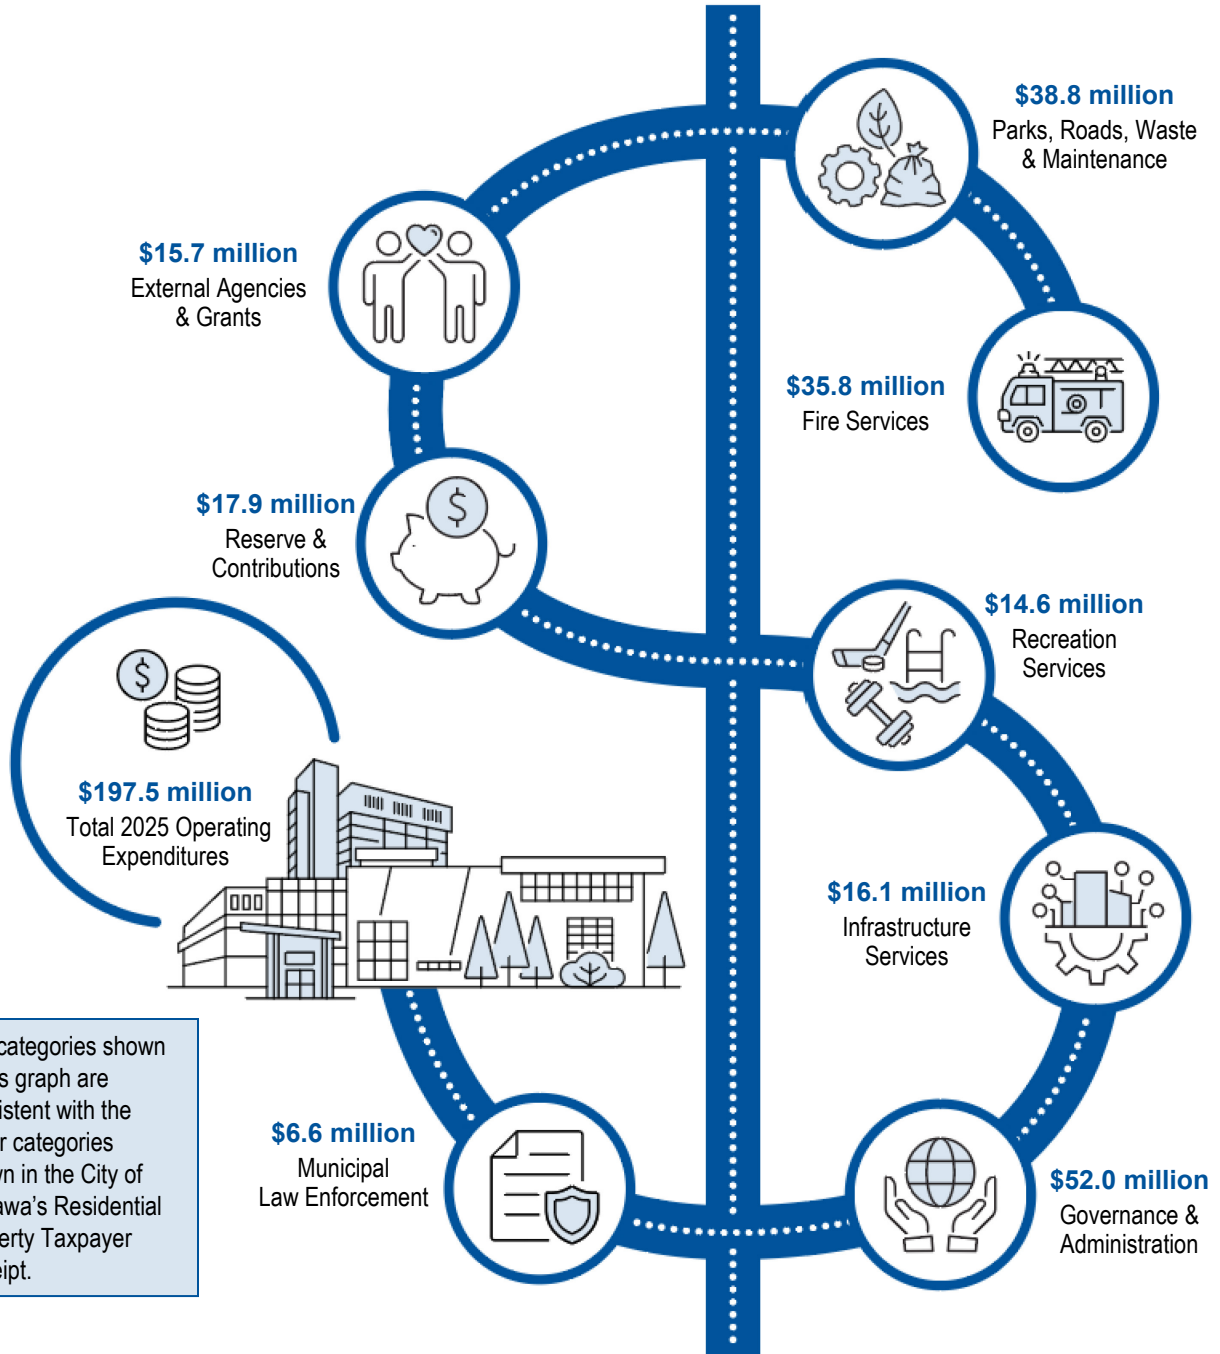 $38.8 million
Parks, Roads, Waste
& Maintenance
$15.7 million
External Agencies
& Grants
$35.8 million
Fire Services
$17.9 million
Reserve &
Contributions
$
$14.6 million
Recreation
Services
$
$197.5 million
Total 2025 Operating
Expenditures
$16.1 million
Infrastructure
Services
categories shown
s graph are
istent with the
r categories
n in the City of
awa's Residential
erty Taxpayer
ipt.
$6.6 million
Municipal
Law Enforcement
$52.0 million
Governance &
Administration